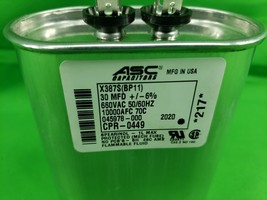 ASC
CAPACITORS
MFD IN USA
X387S(BP11)
30 MFD +/-6%
660VAC 50/60HZ
10000AFC 70C
045978-000
2020
CPR-0449
*217*
PROTECTED
FLAMMABLE FLUID